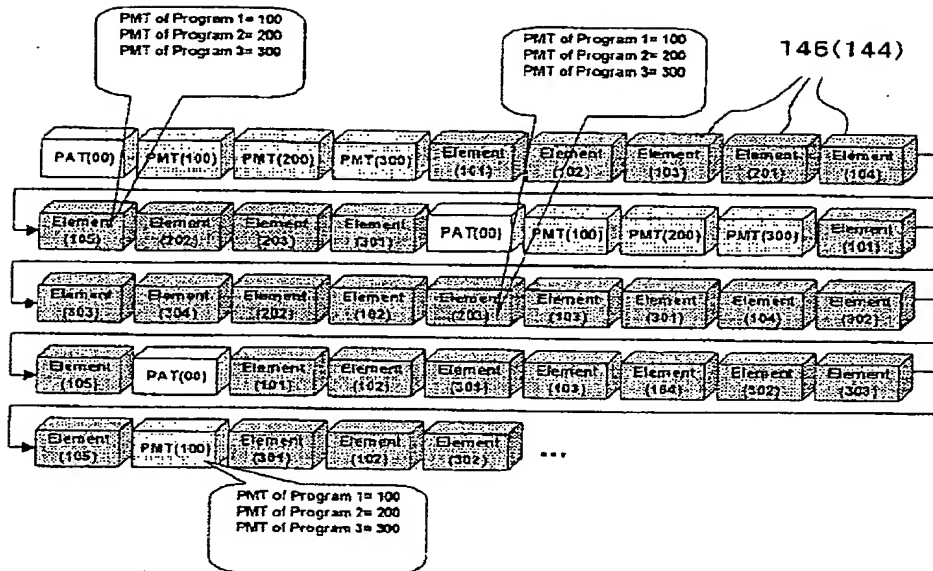 PMT of Program 1= 100
PMT of Program 2= 200
PMT of Program 3= 300
PMT of Program 1= 100
PMT of Program 2= 200
PMT of Program 3= 300
146(144)
PAT(00) PMT(100) PMT(200) PMT(300) Element (101) Element (102) Element (103) Element (201) Element (104)
Element (105) Element (202) Element (203) Element (301) PAT(00) PMT(100) PMT(200) PMT(300) Element (101)
Element (303) Element (304) Element (202) Element (102) Element (203) Element (103) Element (301) Element (104) Element (302)
Element (105) PAT(00) Element (101) Element (102) Element (301) Element (103) Element (104) Element (302) Element (303)
Element (105) PMT(100) Element (301) Element (102) Element (302) ...
PMT of Program 1= 100
PMT of Program 2= 200
PMT of Program 3= 300